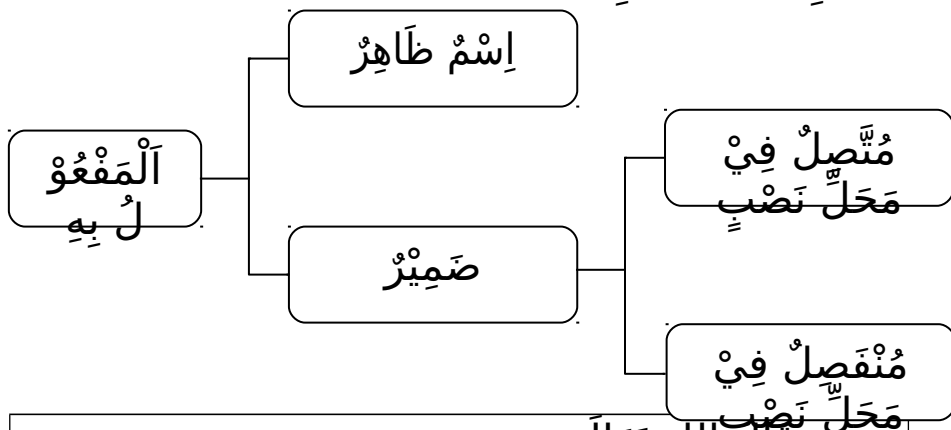 اِسْمٌ ظَاهِرٌ
اَلْمَفْعُوْ
لُ بِهِ
ضَمِيْرٌ
مُتَّصِلٌ فِيْ
مَحَلِّ نَصْبٍ
مُنْفَصِلٌ فِيْ
مَحَلِّ نَصْبٍ